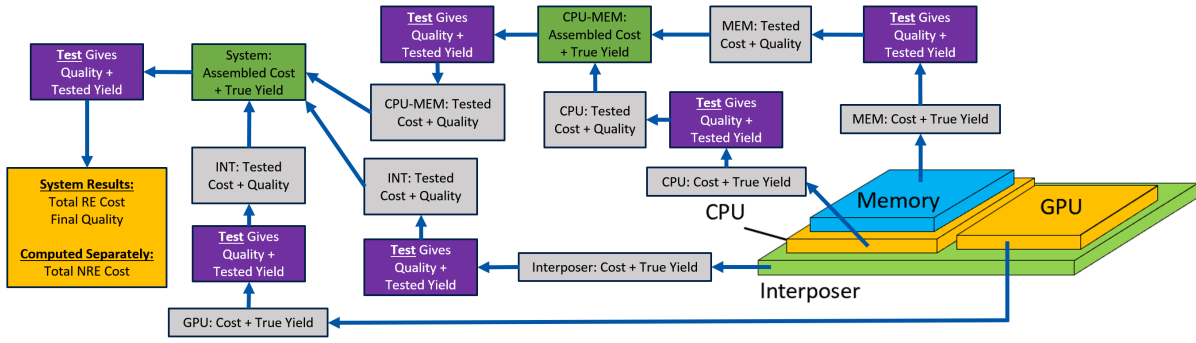 Test Gives
Quality +
Tested Yield
System:
Assembled Cost
+ True Yield
Test Gives
Quality +
Tested Yield
CPU-MEM:
Assembled Cost
+ True Yield
MEM: Tested
Cost + Quality
Test Gives
Quality +
Tested Yield
CPU-MEM: Tested
Cost + Quality
CPU: Tested
Cost + Quality
Test Gives
Quality +
Tested Yield
MEM: Cost + True Yield
INT: Tested
Cost + Quality
INT: Tested
Cost + Quality
CPU: Cost + True Yield
System Results:
Total RE Cost
Final Quality
Computed Separately:
Total NRE Cost
Test Gives
Quality +
Tested Yield
Test Gives
Quality +
Tested Yield
Interposer: Cost + True Yield
GPU: Cost + True Yield
Memory
GPU
CPU
Interposer